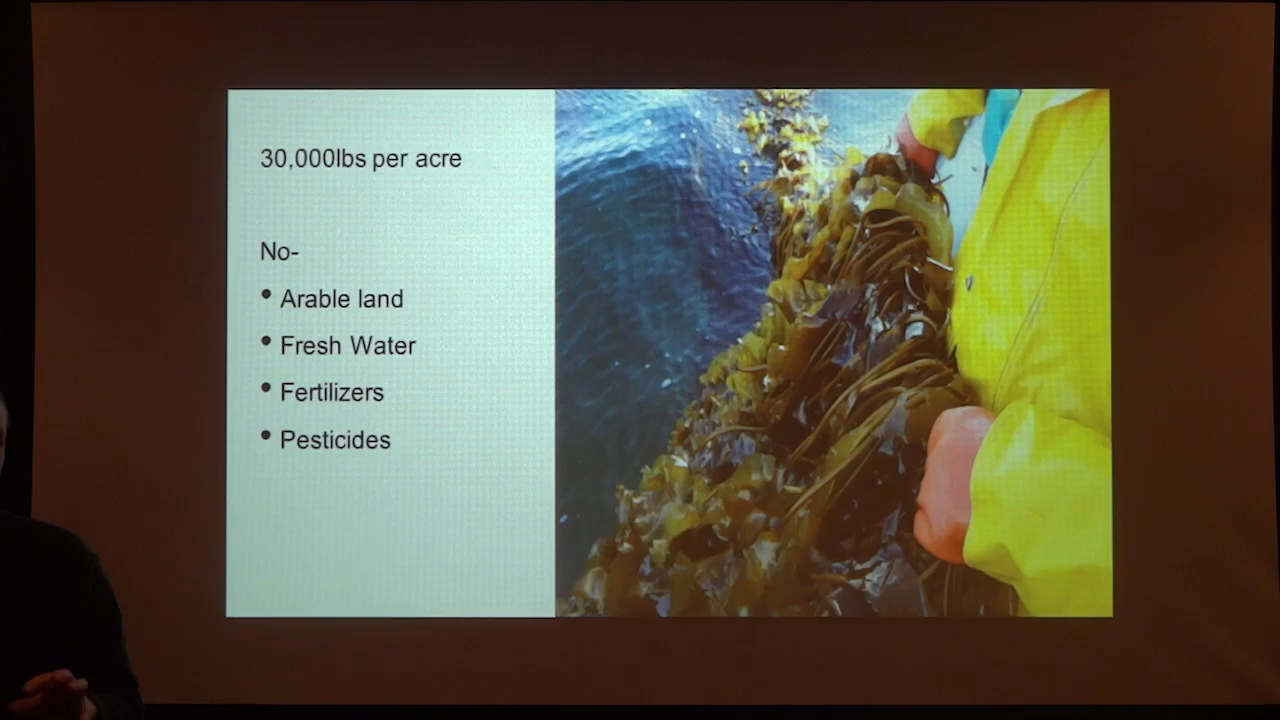 30,000lbs per acre
No-
• Arable land
• Fresh Water
• Fertilizers
• Pesticides